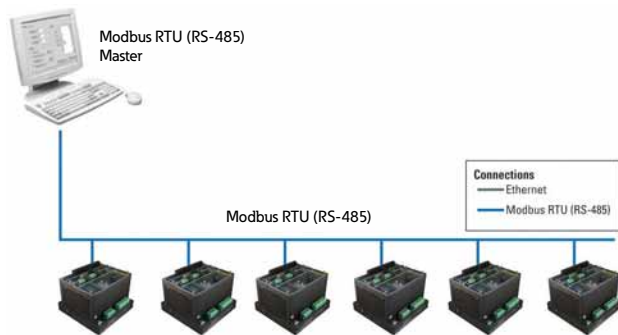 Modbus RTU (RS-485)
Master
Connections
Ethernet
Modbus RTU (RS-485)
Modbus RTU (RS-485)